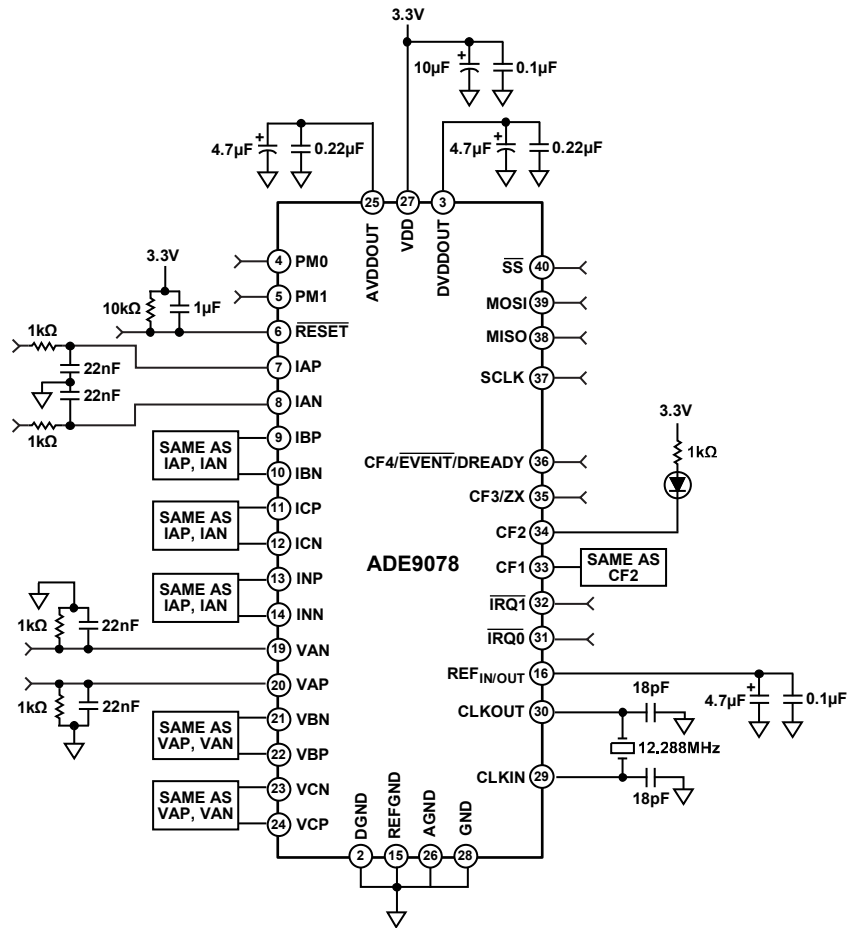 3.3V
10µF + 0.1µF
4.7µF + 0.22µF
4.7µF + 0.22µF
25 27 3
AVDDOUT
VDD
DVDDOUT
3.3V
10kΩ 1µF
4 PM0
5 PM1
6 RESET
1kΩ
22nF
22nF
1kΩ
7 IAP
8 IAN
SAME AS
IAP, IAN
9 IBP
10 IBN
SAME AS
IAP, IAN
11 ICP
12 ICN
SAME AS
IAP, IAN
13 INP
14 INN
1kΩ 22nF
19 VAN
20 VAP
1kΩ 22nF
SAME AS
VAP, VAN
21 VBN
22 VBP
SAME AS
VAP, VAN
23 VCN
24 VCP
ADE9078
SS 40
MOSI 39
MISO 38
SCLK 37
3.3V
1kΩ
CF4/EVENT/DREADY 36
CF3/ZX 35
CF2 34
CF1 33
SAME AS
CF2
IRQ1 32
IRQ0 31
REFIN/OUT 16
4.7µF + 0.1µF
18pF
CLKOUT 30
12.288MHz
CLKIN 29
18pF
DGND
REFGND
AGND
GND
2 15 26 28